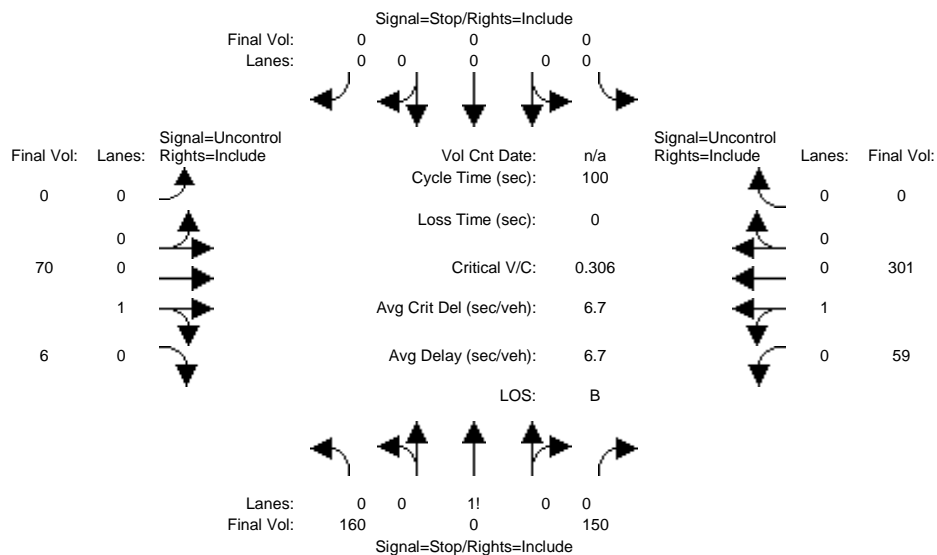 Signal=Stop/Rights=Include
Final Vol: 0 0 0
Lanes: 0 0 0 0 0
Signal=Uncontrol Signal=Uncontrol
Final Vol: Lanes: Rights=Include Vol Cnt Date: n/a Rights=Include Lanes: Final Vol:
Cycle Time (sec): 100
0 0 0 0
Loss Time (sec): 0
0 0
70 0 Critical V/C: 0.306 0 301
1 Avg Crit Del (sec/veh): 6.7 1
6 0 Avg Delay (sec/veh): 6.7 0 59
LOS: B
Lanes: 0 0 1! 0 0
Final Vol: 160 0 150
Signal=Stop/Rights=Include